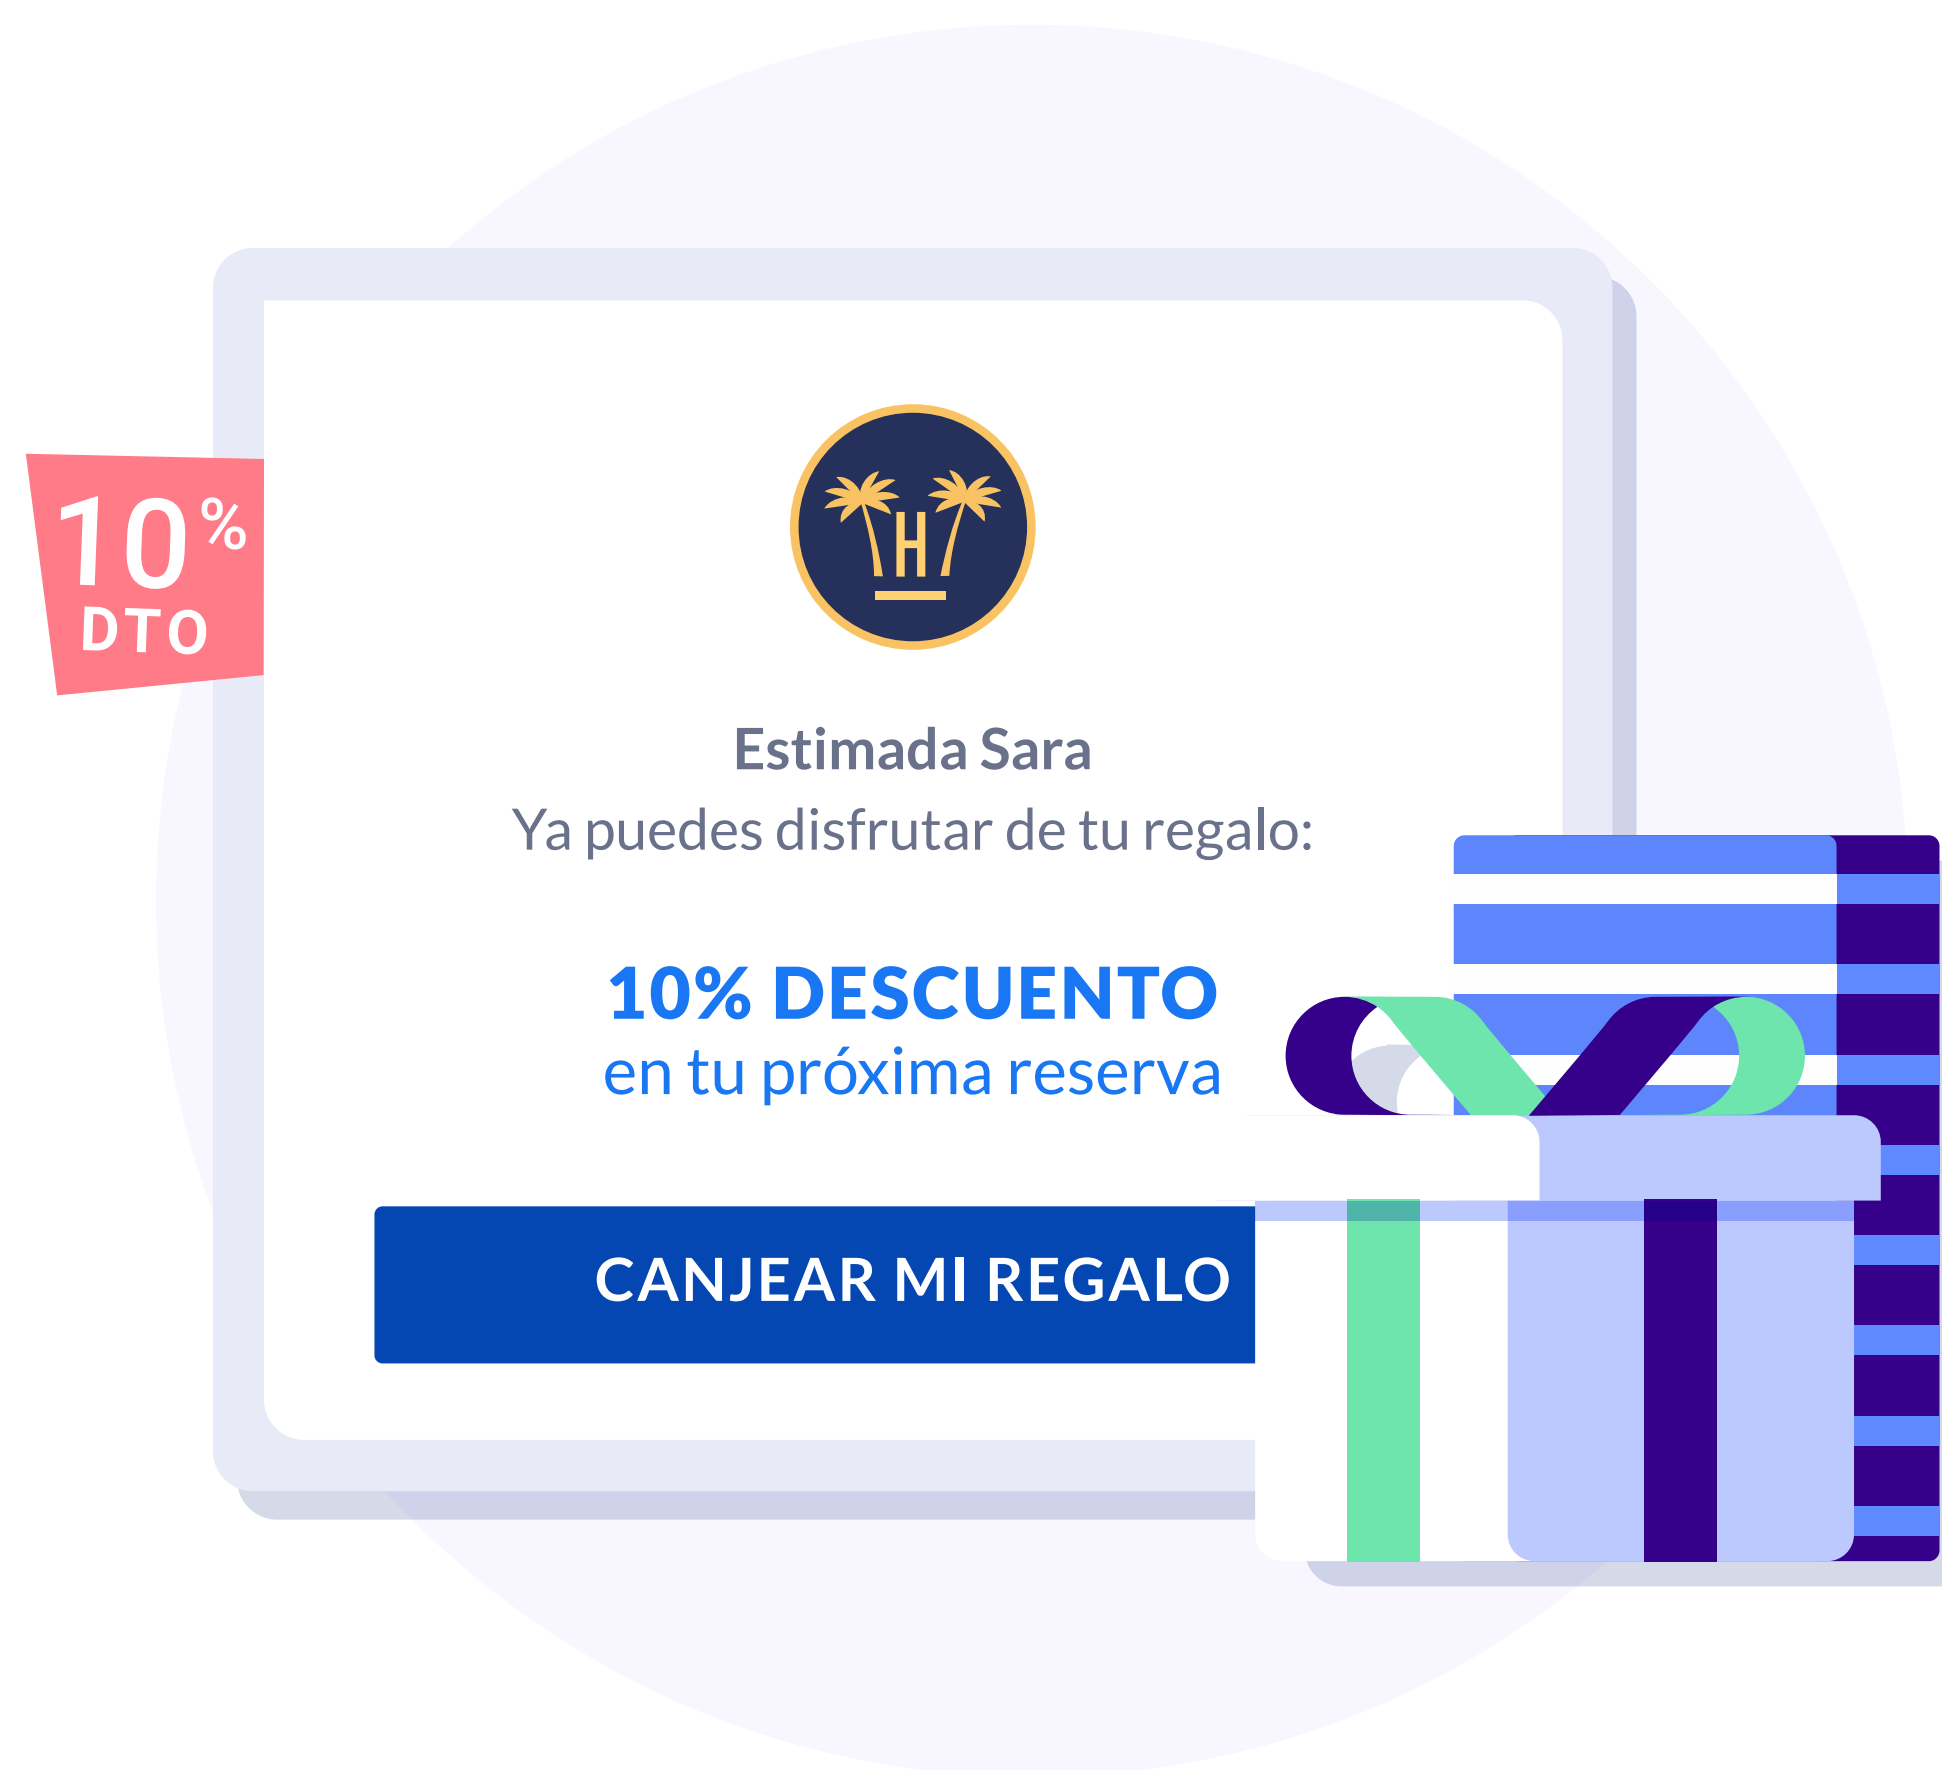 10%
DTO
H
Estimada Sara
Ya puedes disfrutar de tu regalo:
10% DESCUENTO
en tu próxima reserva
CANJEAR MI REGALO